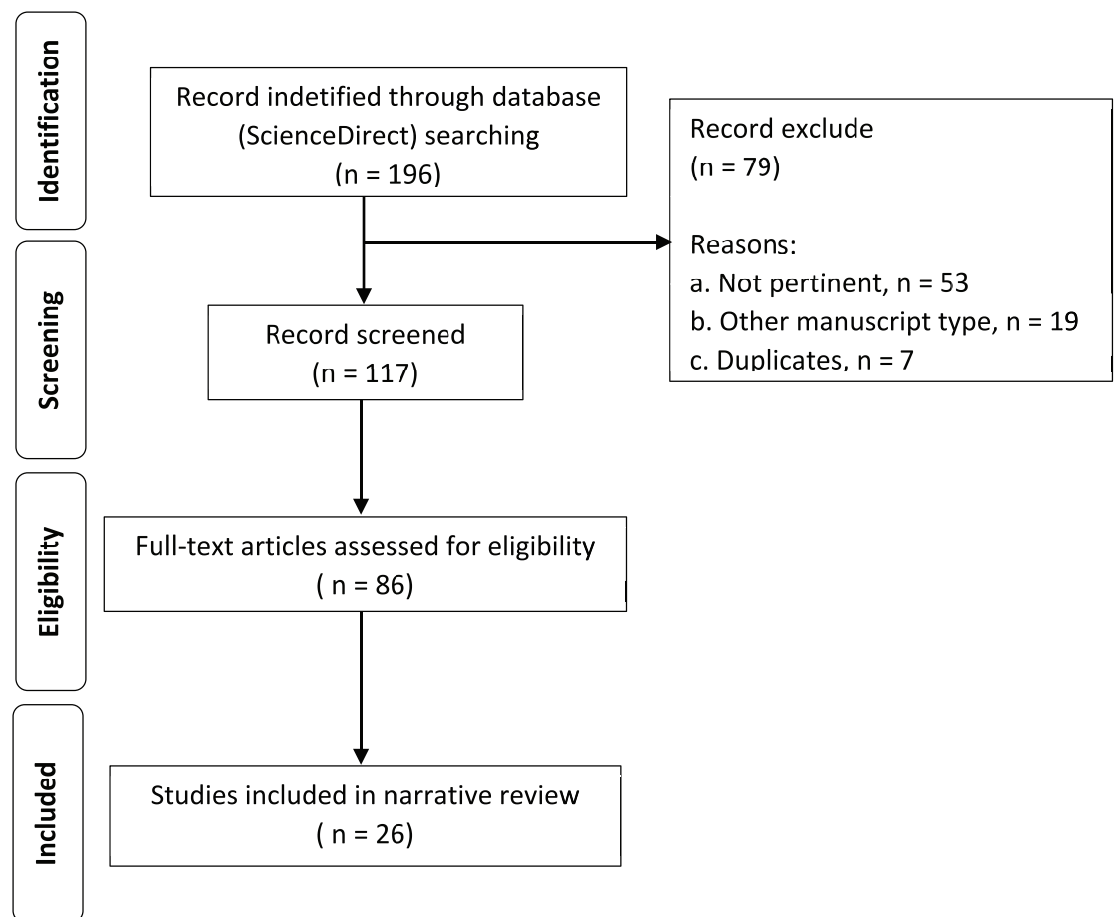 Identification
Record indetified through database
(ScienceDirect) searching
(n = 196)
Record exclude
(n = 79)
Reasons:
a. Not pertinent, n = 53
b. Other manuscript type, n = 19
c. Duplicates, n = 7
Screening
Record screened
(n = 117)
Eligibility
Full-text articles assessed for eligibility
( n = 86)
Included
Studies included in narrative review
( n = 26)